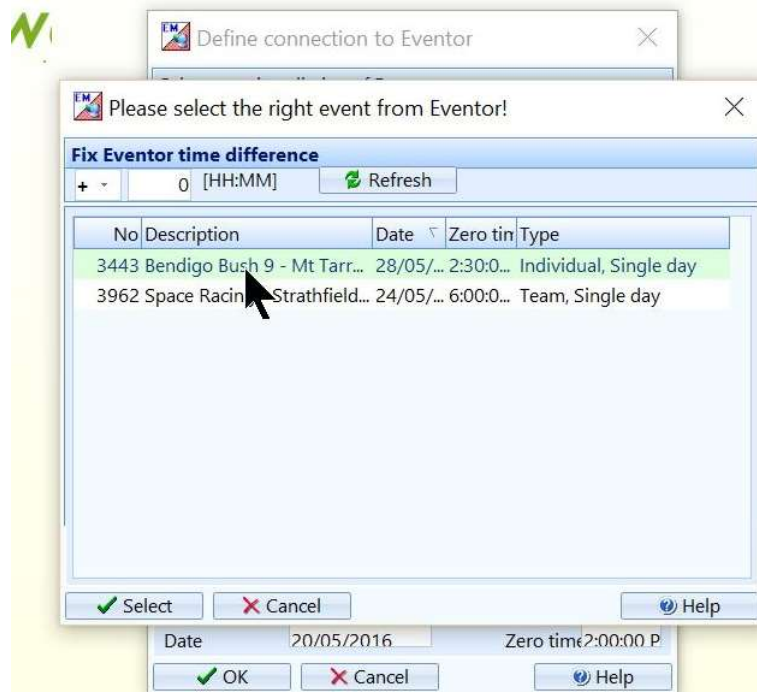 Define connection to Eventor
EM
Please select the right event from Eventor!
Fix Eventor time difference
+ 0 [HH:MM] Refresh
No Description Date Zero tin Type
3443 Bendigo Bush 9 - Mt Tarr... 28/05/... 2:30:0... Individual, Single day
3962 Space Racin Strathfield... 24/05/... 6:00:0... Team, Single day
Select Cancel Help
Date 20/05/2016 Zero time 2:00:00 P
OK Cancel Help